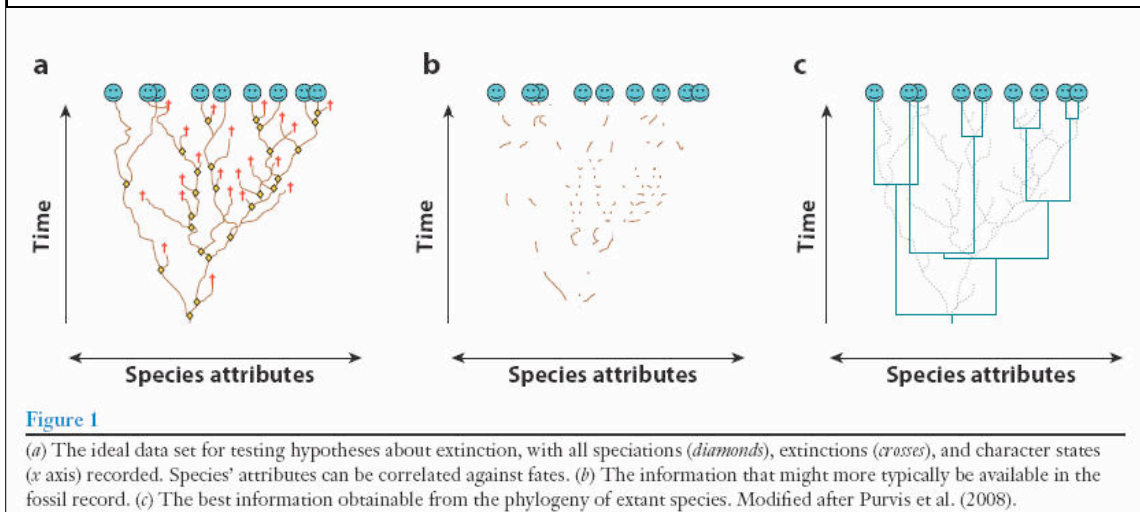 a
b
c
Time
Time
Time
Species attributes
Species attributes
Species attributes
Figure 1
(a) The ideal data set for testing hypotheses about extinction, with all speciations (diamonds), extinctions (crosses), and character states
(x axis) recorded. Species' attributes can be correlated against fates. (b) The information that might more typically be available in the
fossil record. (c) The best information obtainable from the phylogeny of extant species. Modified after Purvis et al. (2008).